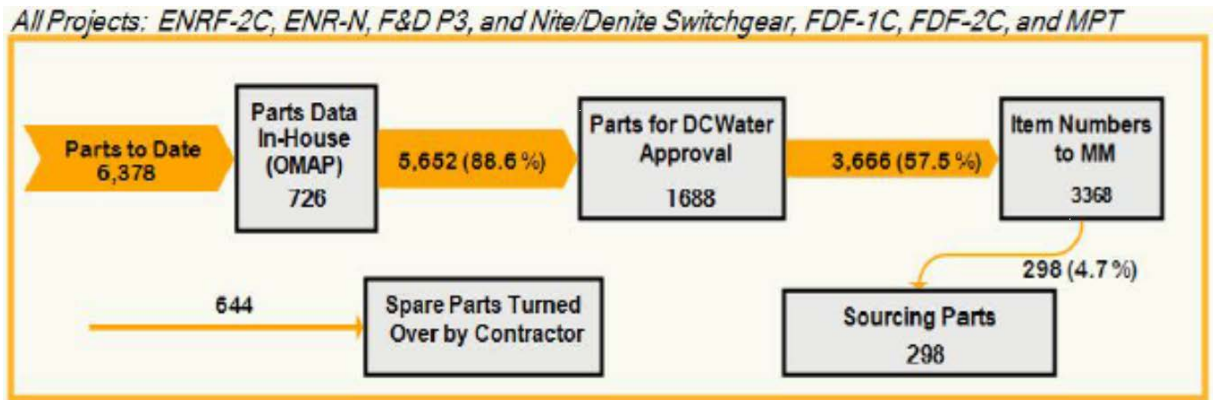 All Projects: ENRF-2C, ENR-N, F&D P3, and Nite/Denite Switchgear, FDF-1C, FDF-2C, and MPT
Parts to Date
6,378
Parts Data
In-House
(OMAP)
726
5,652 (88.6%)
Parts for DCWater
Approval
1688
3,666 (57.5%)
Item Numbers
to MM
3368
298 (4.7%)
644
Spare Parts Turned
Over by Contractor
Sourcing Parts
298